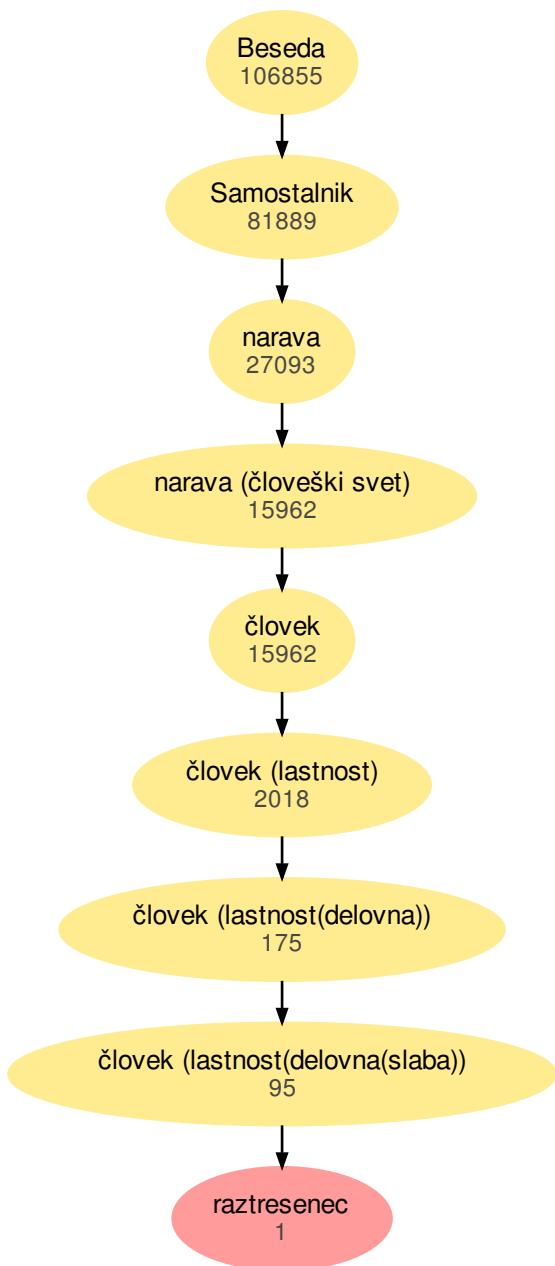 Beseda
106855
Samostalnik
81889
narava
27093
narava (človeški svet)
15962
človek
15962
človek (lastnost)
2018
človek (lastnost(delovna))
175
človek (lastnost(delovna(slaba))
95
raztresenec
1